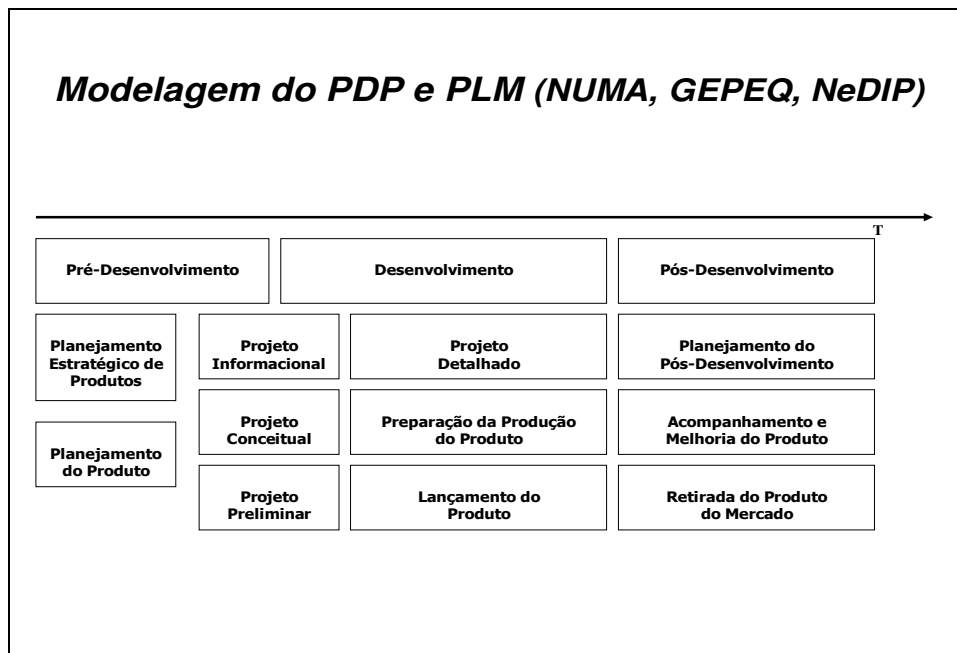 Modelagem do PDP e PLM (NUMA, GEPEQ, NeDIP)
T
Pré-Desenvolvimento
Desenvolvimento
Pós-Desenvolvimento
Planejamento
Estratégico de
Produtos
Planejamento
do Produto
Projeto
Informacional
Projeto
Conceitual
Projeto
Preliminar
Projeto
Detalhado
Preparação da Produção
do Produto
Lançamento do
Produto
Planejamento do
Pós-Desenvolvimento
Acompanhamento e
Melhoria do Produto
Retirada do Produto
do Mercado